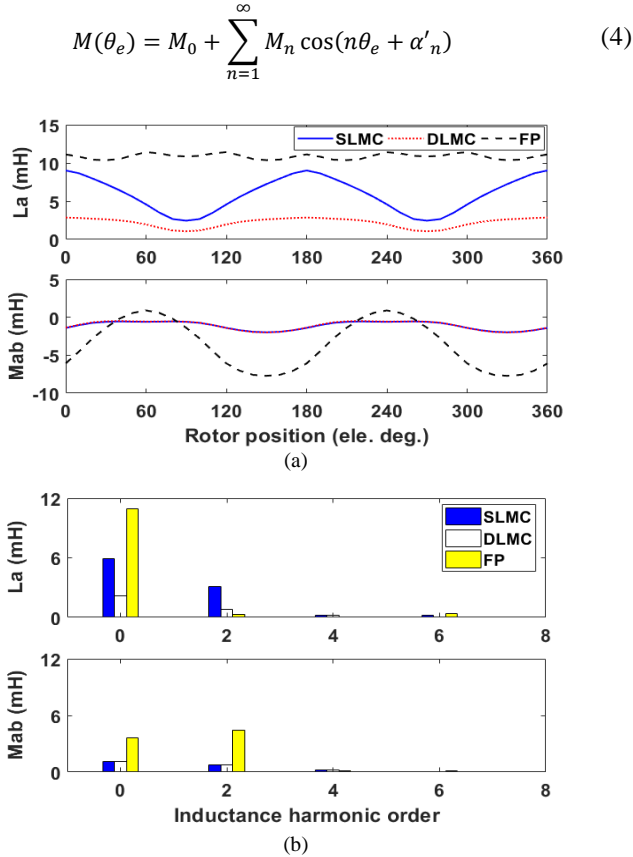 ∞
M(θₑ) = M₀ + ∑ Mₙ cos(nθₑ + α′ₙ) (4)
n=1
15
SLMC DLMC FP
10
5
0
La (mH)
0 60 120 180 240 300 360
5
0
-5
-10
Mab (mH)
0 60 120 180 240 300 360
Rotor position (ele. deg.)
(a)
12
SLMC
DLMC
FP
6
0
La (mH)
0 2 4 6 8
12
6
0
Mab (mH)
0 2 4 6 8
Inductance harmonic order
(b)